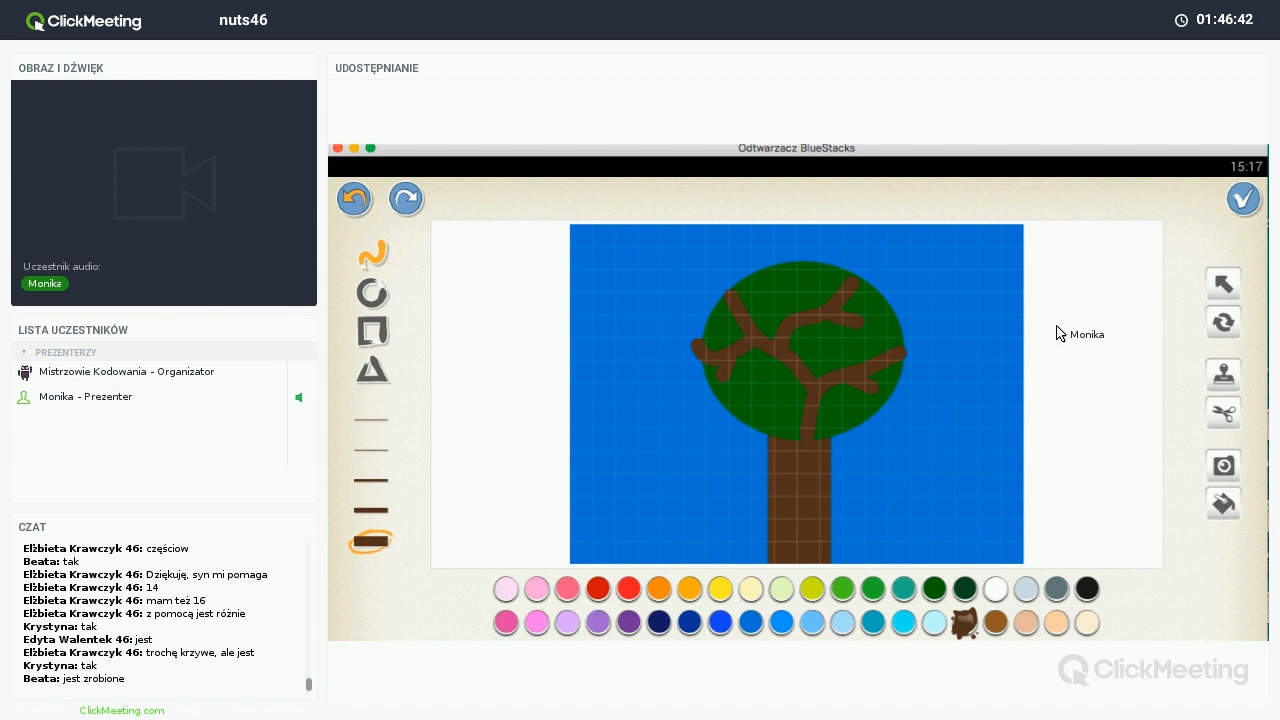 ClickMeeting
nuts46
01:46:42
OBRAZ I DŹWIĘK
Uczestnik audio:
Monika
LISTA UCZESTNIKÓW
PREZENTERZY
Mistrzowie Kodowania - Organizator
Monika - Prezenter
CZAT
Elżbieta Krawczyk 46: częściow
Beata: tak
Elżbieta Krawczyk 46: Dziękuję, syn mi pomaga
Elżbieta Krawczyk 46: 14
Elżbieta Krawczyk 46: mam też 16
Elżbieta Krawczyk 46: z pomocą jest różnie
Krystyna: tak
Edyta Walentek 46: jest
Elżbieta Krawczyk 46: trochę krzywe, ale jest
Krystyna: tak
Beata: jest zrobione
ClickMeeting.com
UDOSTĘPNIANIE
Odtwarzacz BlueStacks
15:17
Monika
ClickMeeting